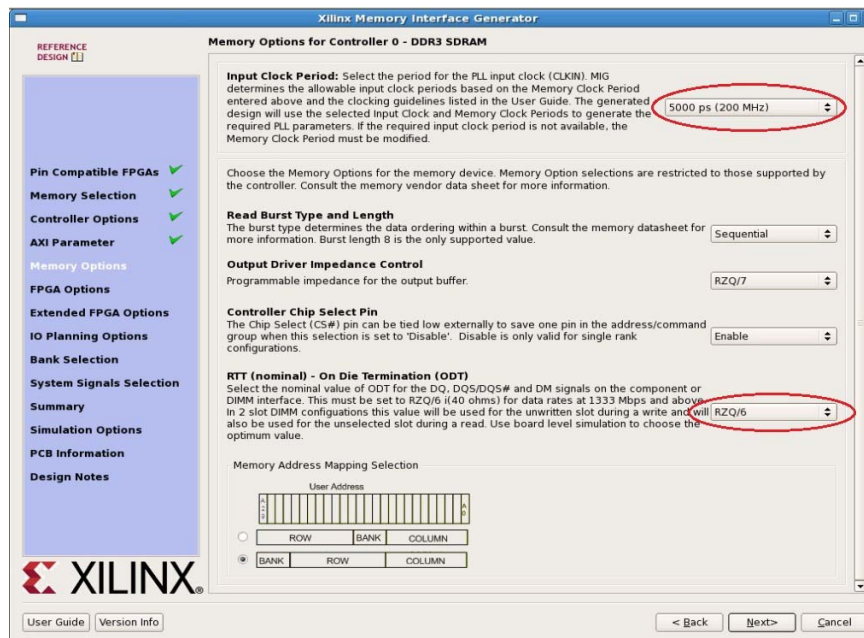 Xilinx Memory Interface Generator
REFERENCE
DESIGN
Memory Options for Controller 0 - DDR3 SDRAM
Input Clock Period: Select the period for the PLL input clock (CLKIN). MIG
determines the allowable input clock periods based on the Memory Clock Period
entered above and the clocking guidelines listed in the User Guide. The generated
design will use the selected Input Clock and Memory Clock Periods to generate the
required PLL parameters. If the required input clock period is not available, the
Memory Clock Period must be modified.
5000 ps (200 MHz)
Pin Compatible FPGAs
Memory Selection
Controller Options
AXI Parameter
Memory Options
FPGA Options
Extended FPGA Options
IO Planning Options
Bank Selection
System Signals Selection
Summary
Simulation Options
PCB Information
Design Notes
Choose the Memory Options for the memory device. Memory Option selections are restricted to those supported by
the controller. Consult the memory vendor data sheet for more information.
Read Burst Type and Length
The burst type determines the data ordering within a burst. Consult the memory datasheet for
more information. Burst length 8 is the only supported value.
Sequential
Output Driver Impedance Control
Programmable impedance for the output buffer.
RZQ/7
Controller Chip Select Pin
The Chip Select (CS#) pin can be tied low externally to save one pin in the address/command
group when this selection is set to 'Disable'. Disable is only valid for single rank
configurations.
Enable
RTT (nominal) - On Die Termination (ODT)
Select the nominal value of ODT for the DQ, DQS/DQS# and DM signals on the component or
DIMM interface. This must be set to RZQ/6 i(40 ohms) for data rates at 1333 Mbps and above.
In 2 slot DIMM configuations this value will be used for the unwritten slot during a write and will
also be used for the unselected slot during a read. Use board level simulation to choose the
optimum value.
RZQ/6
Memory Address Mapping Selection
User Address
A
0
ROW BANK COLUMN
BANK ROW COLUMN
XILINX®
User Guide
Version Info
< Back
Next>
Cancel